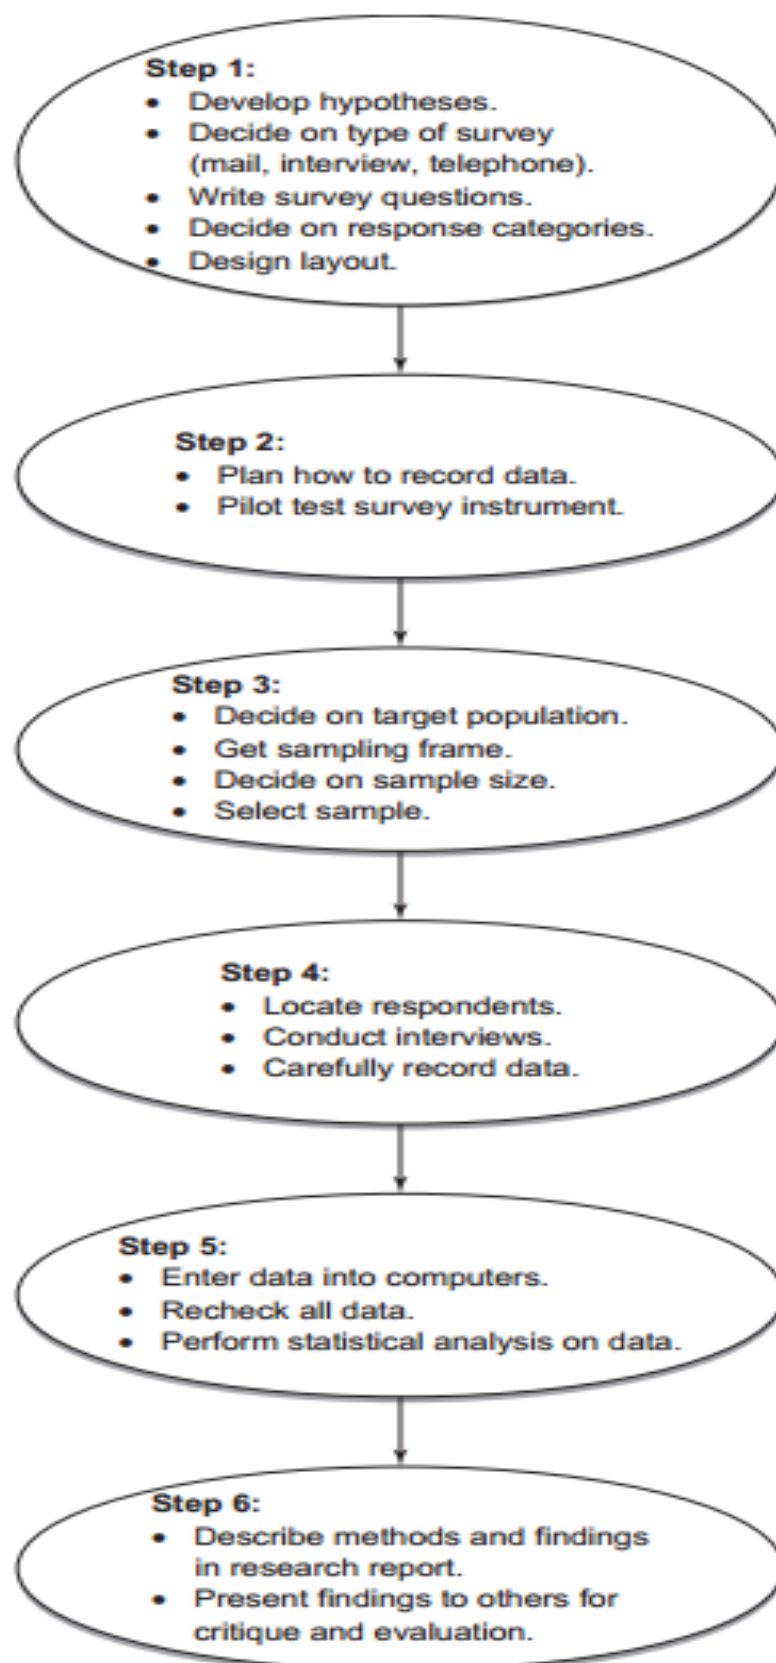 Step 1:
• Develop hypotheses.
• Decide on type of survey
(mail, interview, telephone).
• Write survey questions.
• Decide on response categories.
• Design layout.
Step 2:
• Plan how to record data.
• Pilot test survey instrument.
Step 3:
• Decide on target population.
• Get sampling frame.
• Decide on sample size.
• Select sample.
Step 4:
• Locate respondents.
• Conduct interviews.
• Carefully record data.
Step 5:
• Enter data into computers.
• Recheck all data.
• Perform statistical analysis on data.
Step 6:
• Describe methods and findings
in research report.
• Present findings to others for
critique and evaluation.